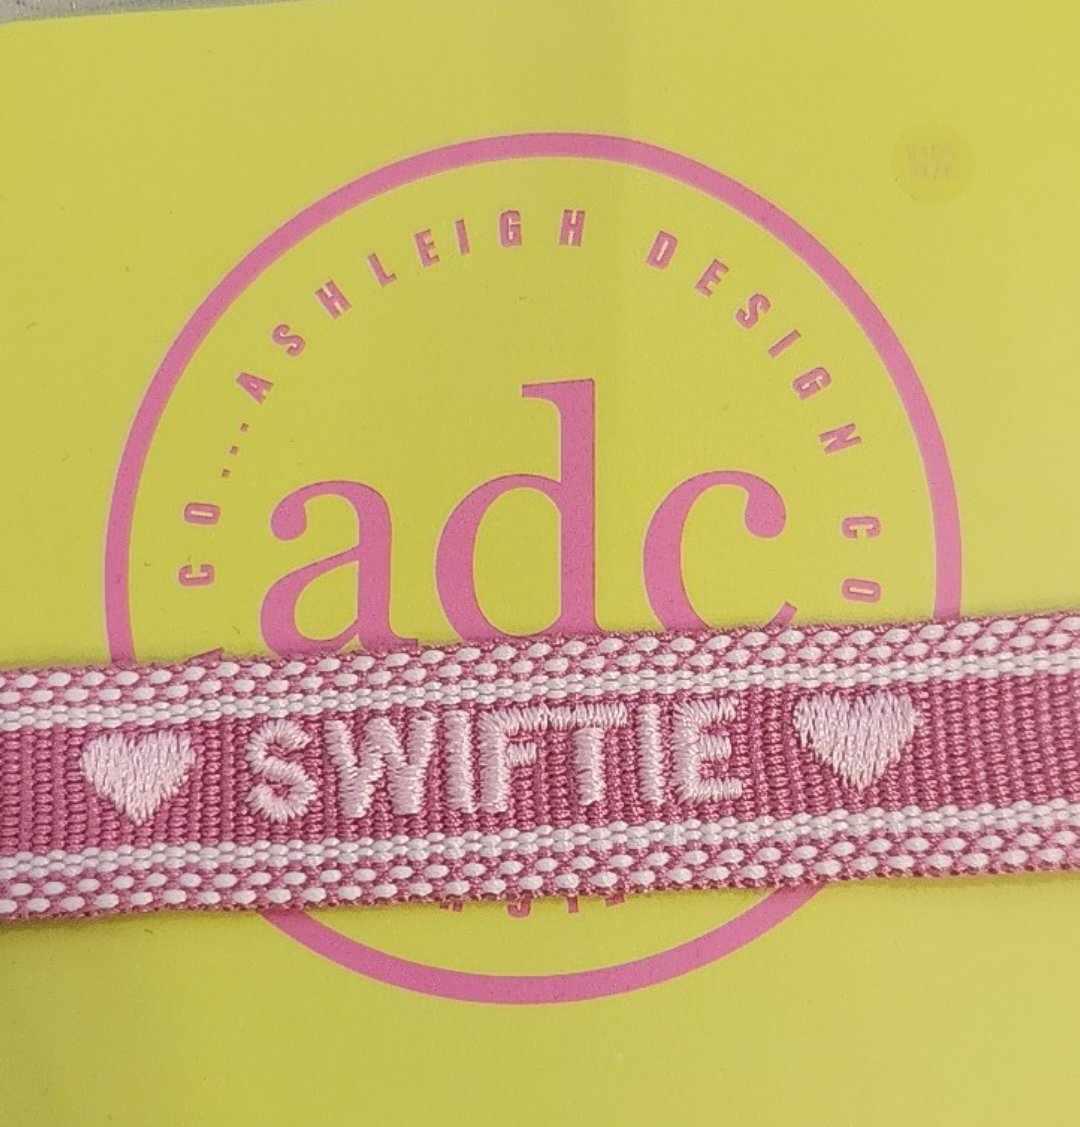 CO...ASHLEIGH DESIGN CO
adc
SWIFTIE